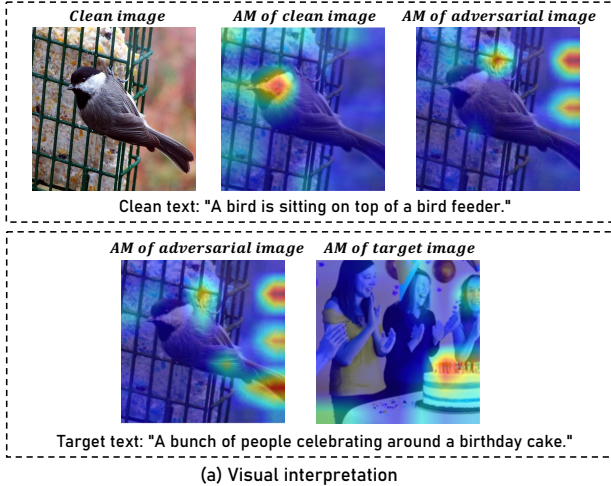 Clean image AM of clean image AM of adversarial image
Clean text: "A bird is sitting on top of a bird feeder."
AM of adversarial image AM of target image
Target text: "A bunch of people celebrating around a birthday cake."
(a) Visual interpretation